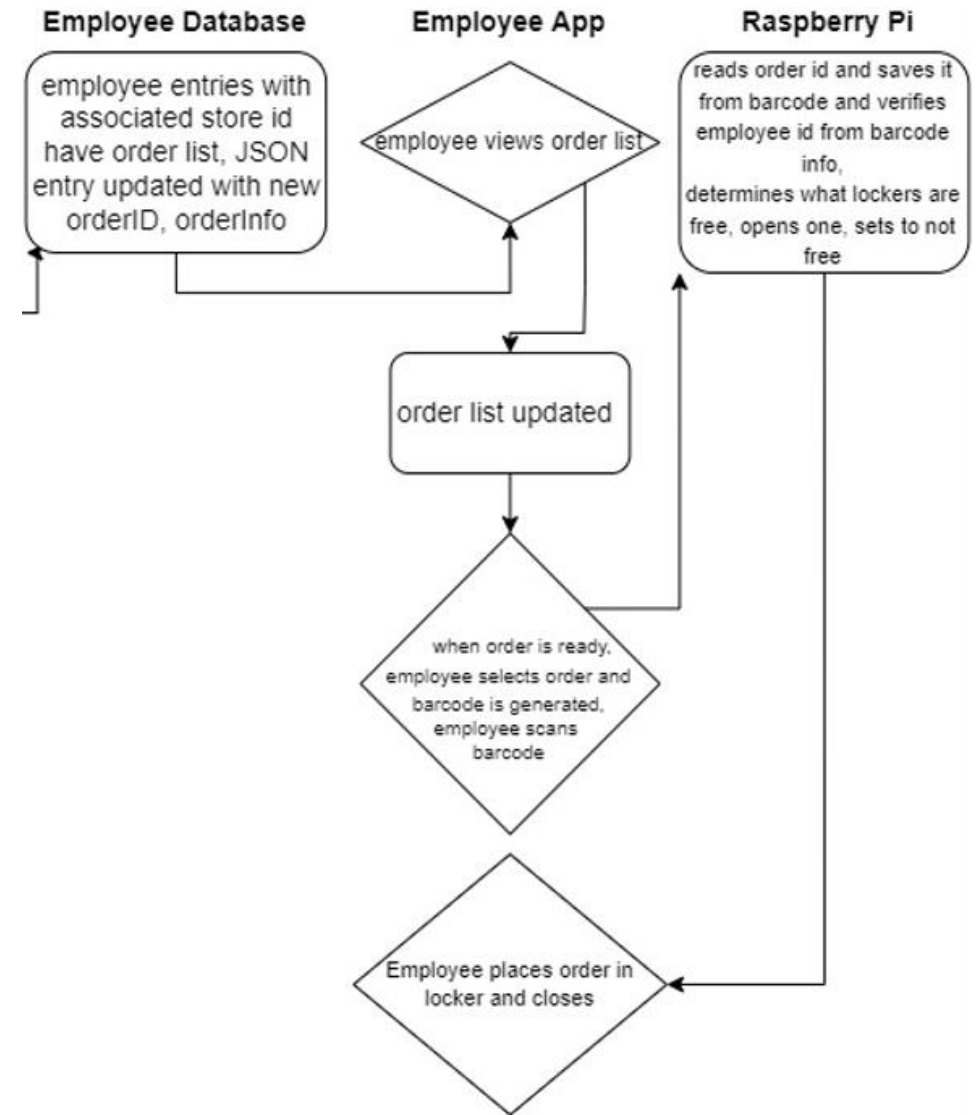 Employee Database
Employee App
Raspberry Pi
employee entries with
associated store id
have order list, JSON
entry updated with new
orderID, orderInfo
employee views order list
reads order id and saves it
from barcode and verifies
employee id from barcode
info,
determines what lockers are
free, opens one, sets to not
free
order list updated
when order is ready,
employee selects order and
barcode is generated,
employee scans
barcode
Employee places order in
locker and closes